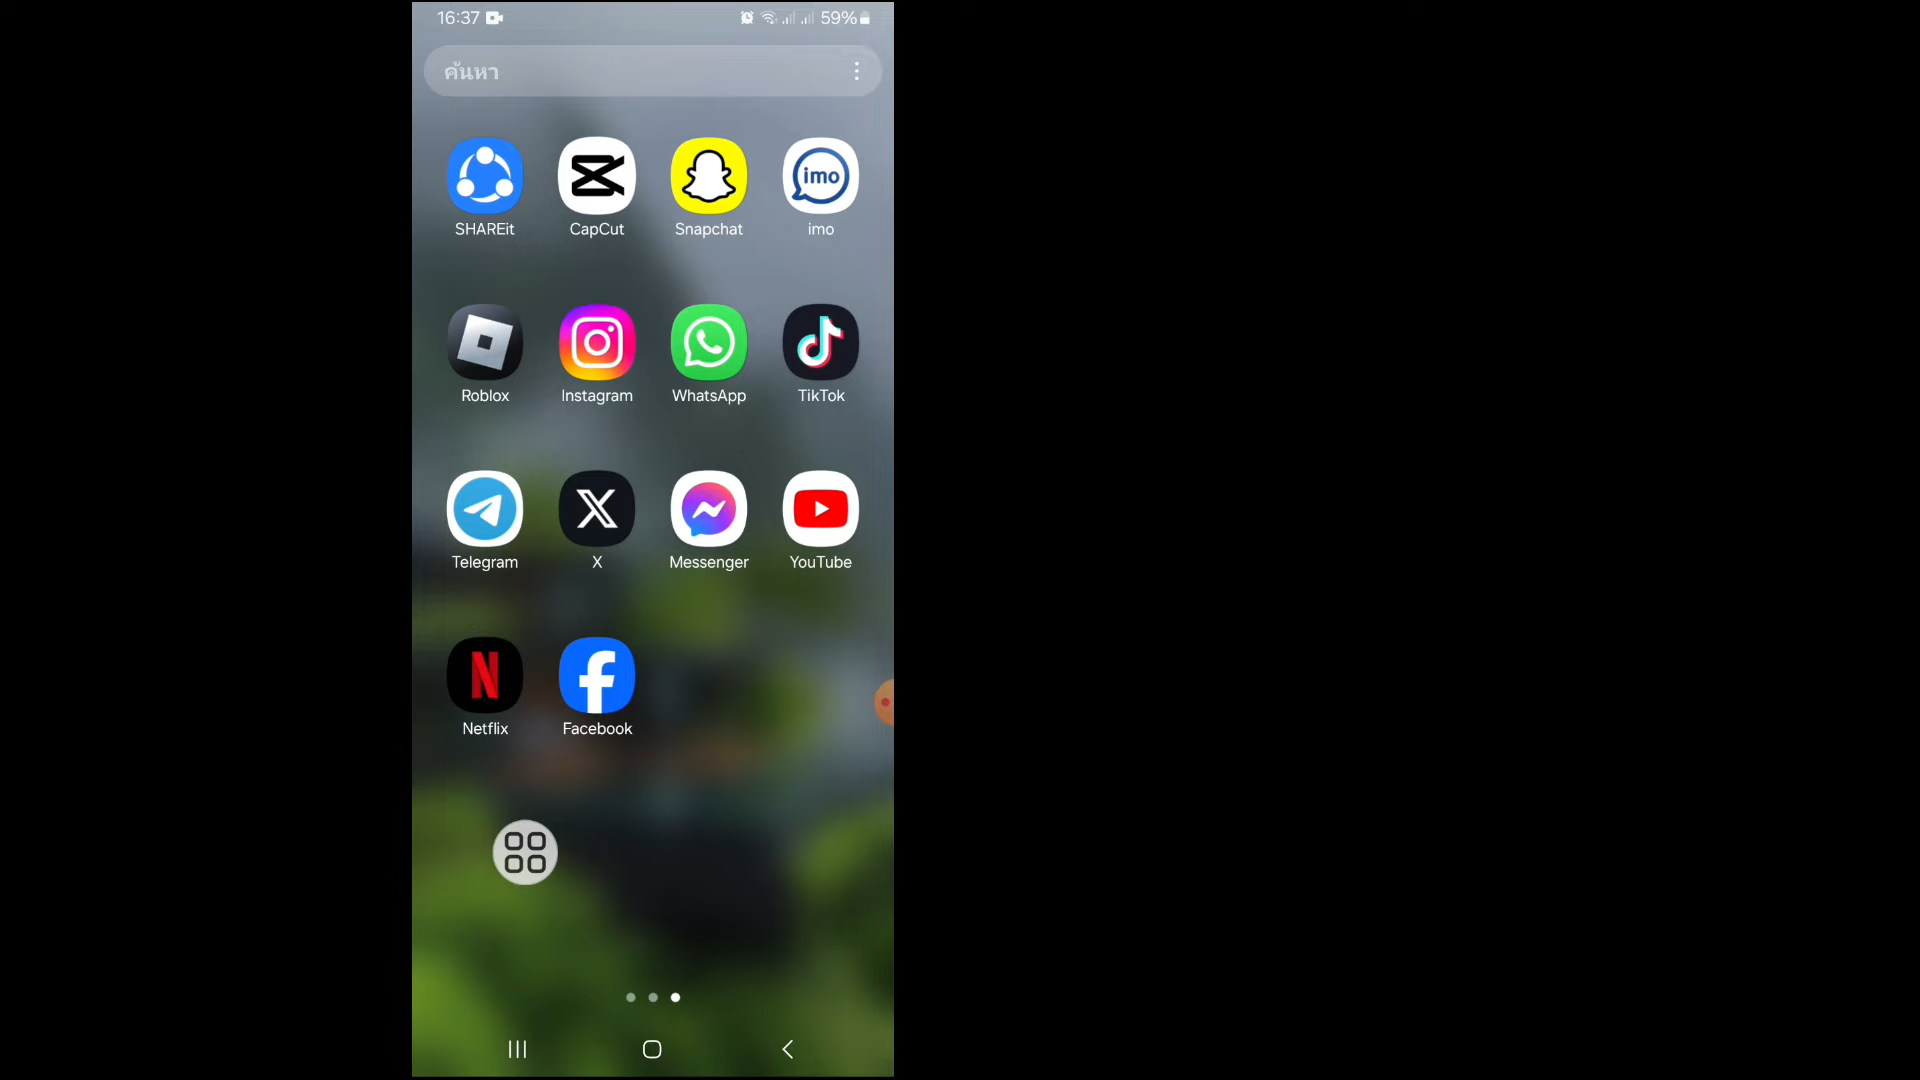 16:37 59%
ค้นหา
imo
SHAREit CapCut Snapchat imo
Roblox Instagram WhatsApp TikTok
Telegram X Messenger YouTube
Netflix Facebook